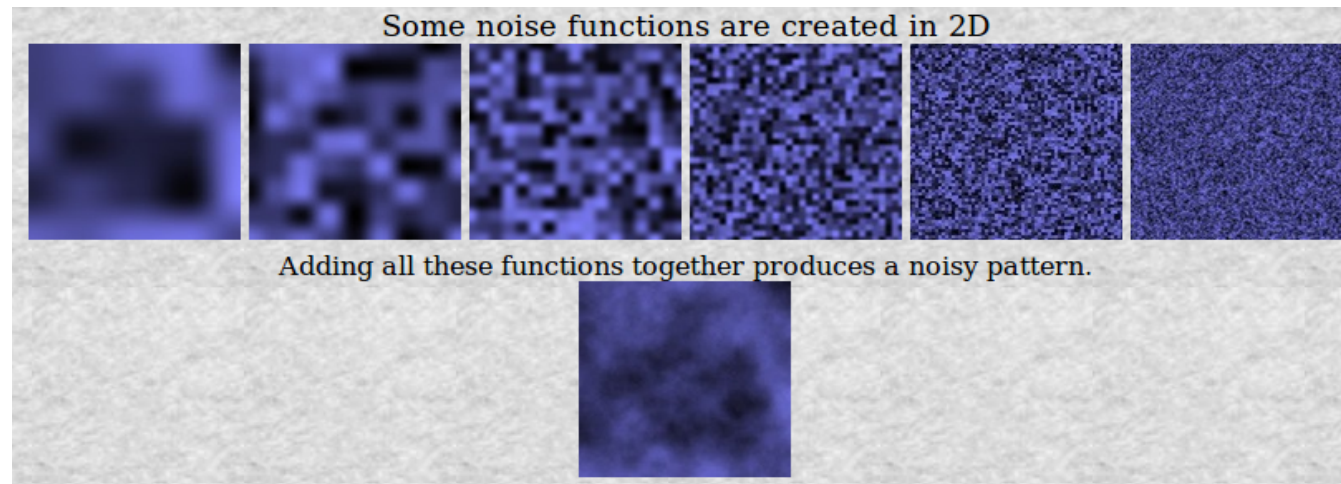 Some noise functions are created in 2D
Adding all these functions together produces a noisy pattern.